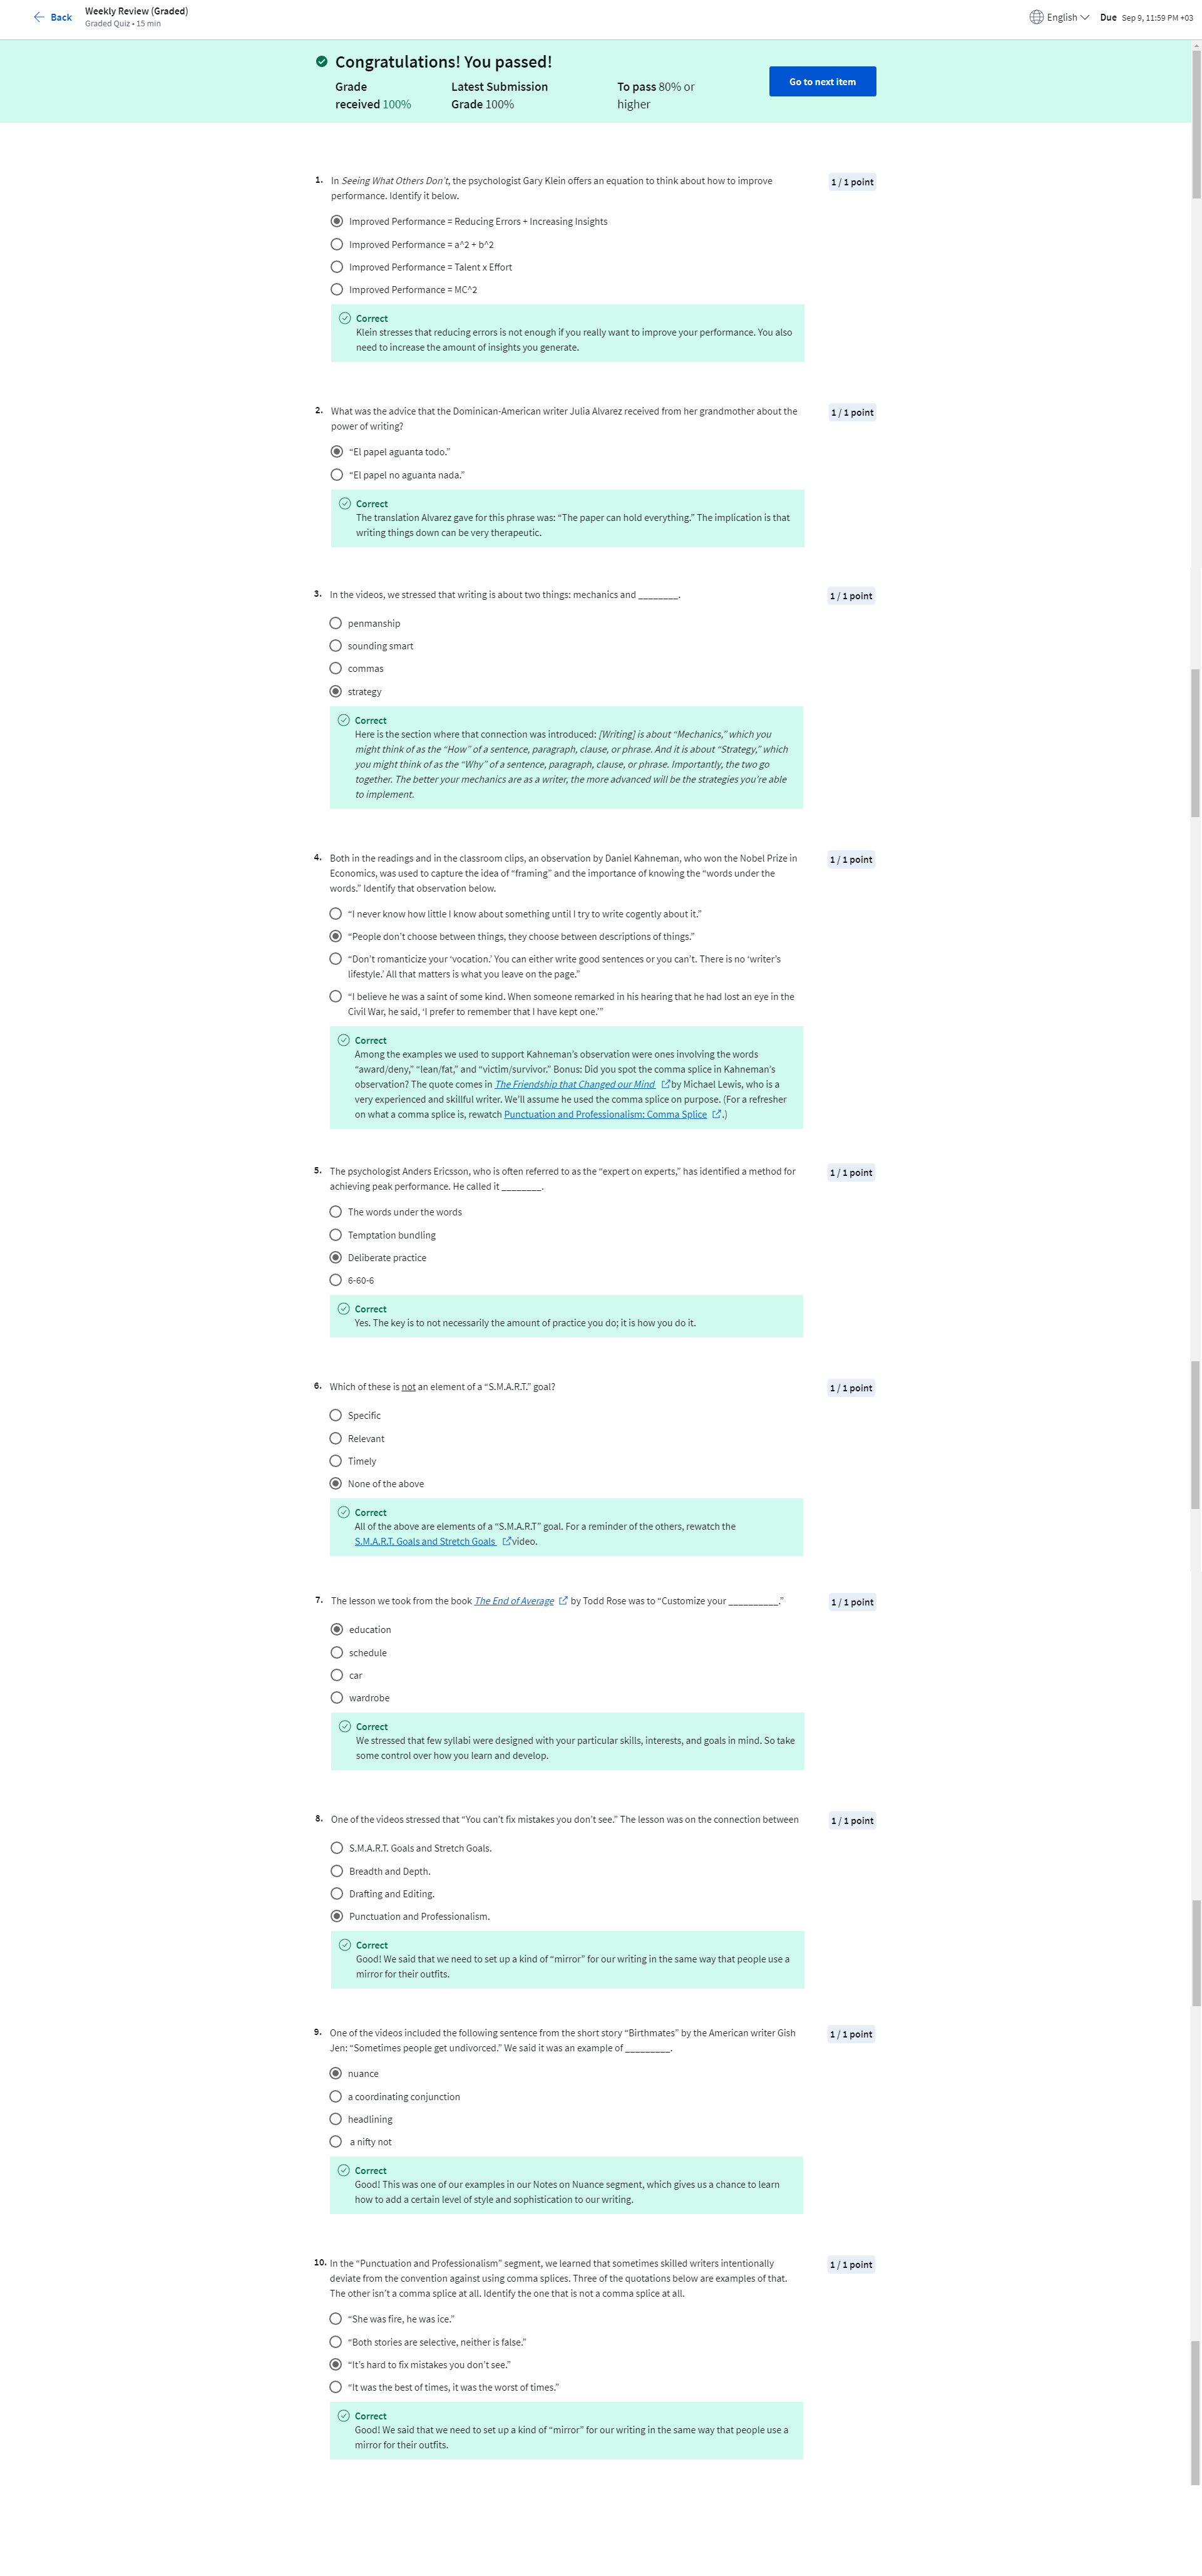 Back
Weekly Review (Graded)
Graded Quiz • 15 min
English
Due Sep 9, 11:59 PM +03
Congratulations! You passed!
Grade received 100%
Latest Submission Grade 100%
To pass 80% or higher
Go to next item
1. In Seeing What Others Don't, the psychologist Gary Klein offers an equation to think about how to improve
performance. Identify it below.
1 / 1 point
Improved Performance = Reducing Errors + Increasing Insights
Improved Performance = a^2 + b^2
Improved Performance = Talent x Effort
Improved Performance = MC^2
Correct
Klein stresses that reducing errors is not enough if you really want to improve your performance. You also
need to increase the amount of insights you generate.
2. What was the advice that the Dominican-American writer Julia Alvarez received from her grandmother about the
power of writing?
1 / 1 point
“El papel aguanta todo.”
“El papel no aguanta nada.”
Correct
The translation Alvarez gave for this phrase was: “The paper can hold everything.” The implication is that
writing things down can be very therapeutic.
3. In the videos, we stressed that writing is about two things: mechanics and ________.
1 / 1 point
penmanship
sounding smart
commas
strategy
Correct
Here is the section where that connection was introduced: [Writing] is about “Mechanics,” which you
might think of as the “How” of a sentence, paragraph, clause, or phrase. And it is about “Strategy,” which
you might think of as the “Why” of a sentence, paragraph, clause, or phrase. Importantly, the two go
together. The better your mechanics are as a writer, the more advanced will be the strategies you’re able
to implement.
4. Both in the readings and in the classroom clips, an observation by Daniel Kahneman, who won the Nobel Prize in
Economics, was used to capture the idea of “framing” and the importance of knowing the “words under the
words.” Identify that observation below.
1 / 1 point
“I never know how little I know about something until I try to write cogently about it.”
“People don’t choose between things, they choose between descriptions of things.”
“Don’t romanticize your ‘vocation.’ You can either write good sentences or you can’t. There is no ‘writer’s
lifestyle.’ All that matters is what you leave on the page.”
“I believe he was a saint of some kind. When someone remarked in his hearing that he had lost an eye in the
Civil War, he said, ‘I prefer to remember that I have kept one.’”
Correct
Among the examples we used to support Kahneman’s observation were ones involving the words
“award/deny,” “lean/fat,” and “victim/survivor.” Bonus: Did you spot the comma splice in Kahneman’s
observation? The quote comes in The Friendship that Changed our Mind by Michael Lewis, who is a
very experienced and skillful writer. We’ll assume he used the comma splice on purpose. (For a refresher
on what a comma splice is, rewatch Punctuation and Professionalism: Comma Splice .)
5. The psychologist Anders Ericsson, who is often referred to as the “expert on experts,” has identified a method for
achieving peak performance. He called it ________.
1 / 1 point
The words under the words
Temptation bundling
Deliberate practice
6-60-6
Correct
Yes. The key is to not necessarily the amount of practice you do; it is how you do it.
6. Which of these is not an element of a “S.M.A.R.T.” goal?
1 / 1 point
Specific
Relevant
Timely
None of the above
Correct
All of the above are elements of a “S.M.A.R.T” goal. For a reminder of the others, rewatch the
S.M.A.R.T. Goals and Stretch Goals video.
7. The lesson we took from the book The End of Average by Todd Rose was to “Customize your __________.”
1 / 1 point
education
schedule
car
wardrobe
Correct
We stressed that few syllabi were designed with your particular skills, interests, and goals in mind. So take
some control over how you learn and develop.
8. One of the videos stressed that “You can’t fix mistakes you don’t see.” The lesson was on the connection between
1 / 1 point
S.M.A.R.T. Goals and Stretch Goals.
Breadth and Depth.
Drafting and Editing.
Punctuation and Professionalism.
Correct
Good! We said that we need to set up a kind of “mirror” for our writing in the same way that people use a
mirror for their outfits.
9. One of the videos included the following sentence from the short story “Birthmates” by the American writer Gish
Jen: “Sometimes people get undivorced.” We said it was an example of _________.
1 / 1 point
nuance
a coordinating conjunction
headlining
a nifty not
Correct
Good! This was one of our examples in our Notes on Nuance segment, which gives us a chance to learn
how to add a certain level of style and sophistication to our writing.
10. In the “Punctuation and Professionalism” segment, we learned that sometimes skilled writers intentionally
deviate from the convention against using comma splices. Three of the quotations below are examples of that.
The other isn’t a comma splice at all. Identify the one that is not a comma splice at all.
1 / 1 point
“She was fire, he was ice.”
“Both stories are selective, neither is false.”
“It’s hard to fix mistakes you don’t see.”
“It was the best of times, it was the worst of times.”
Correct
Good! We said that we need to set up a kind of “mirror” for our writing in the same way that people use a
mirror for their outfits.